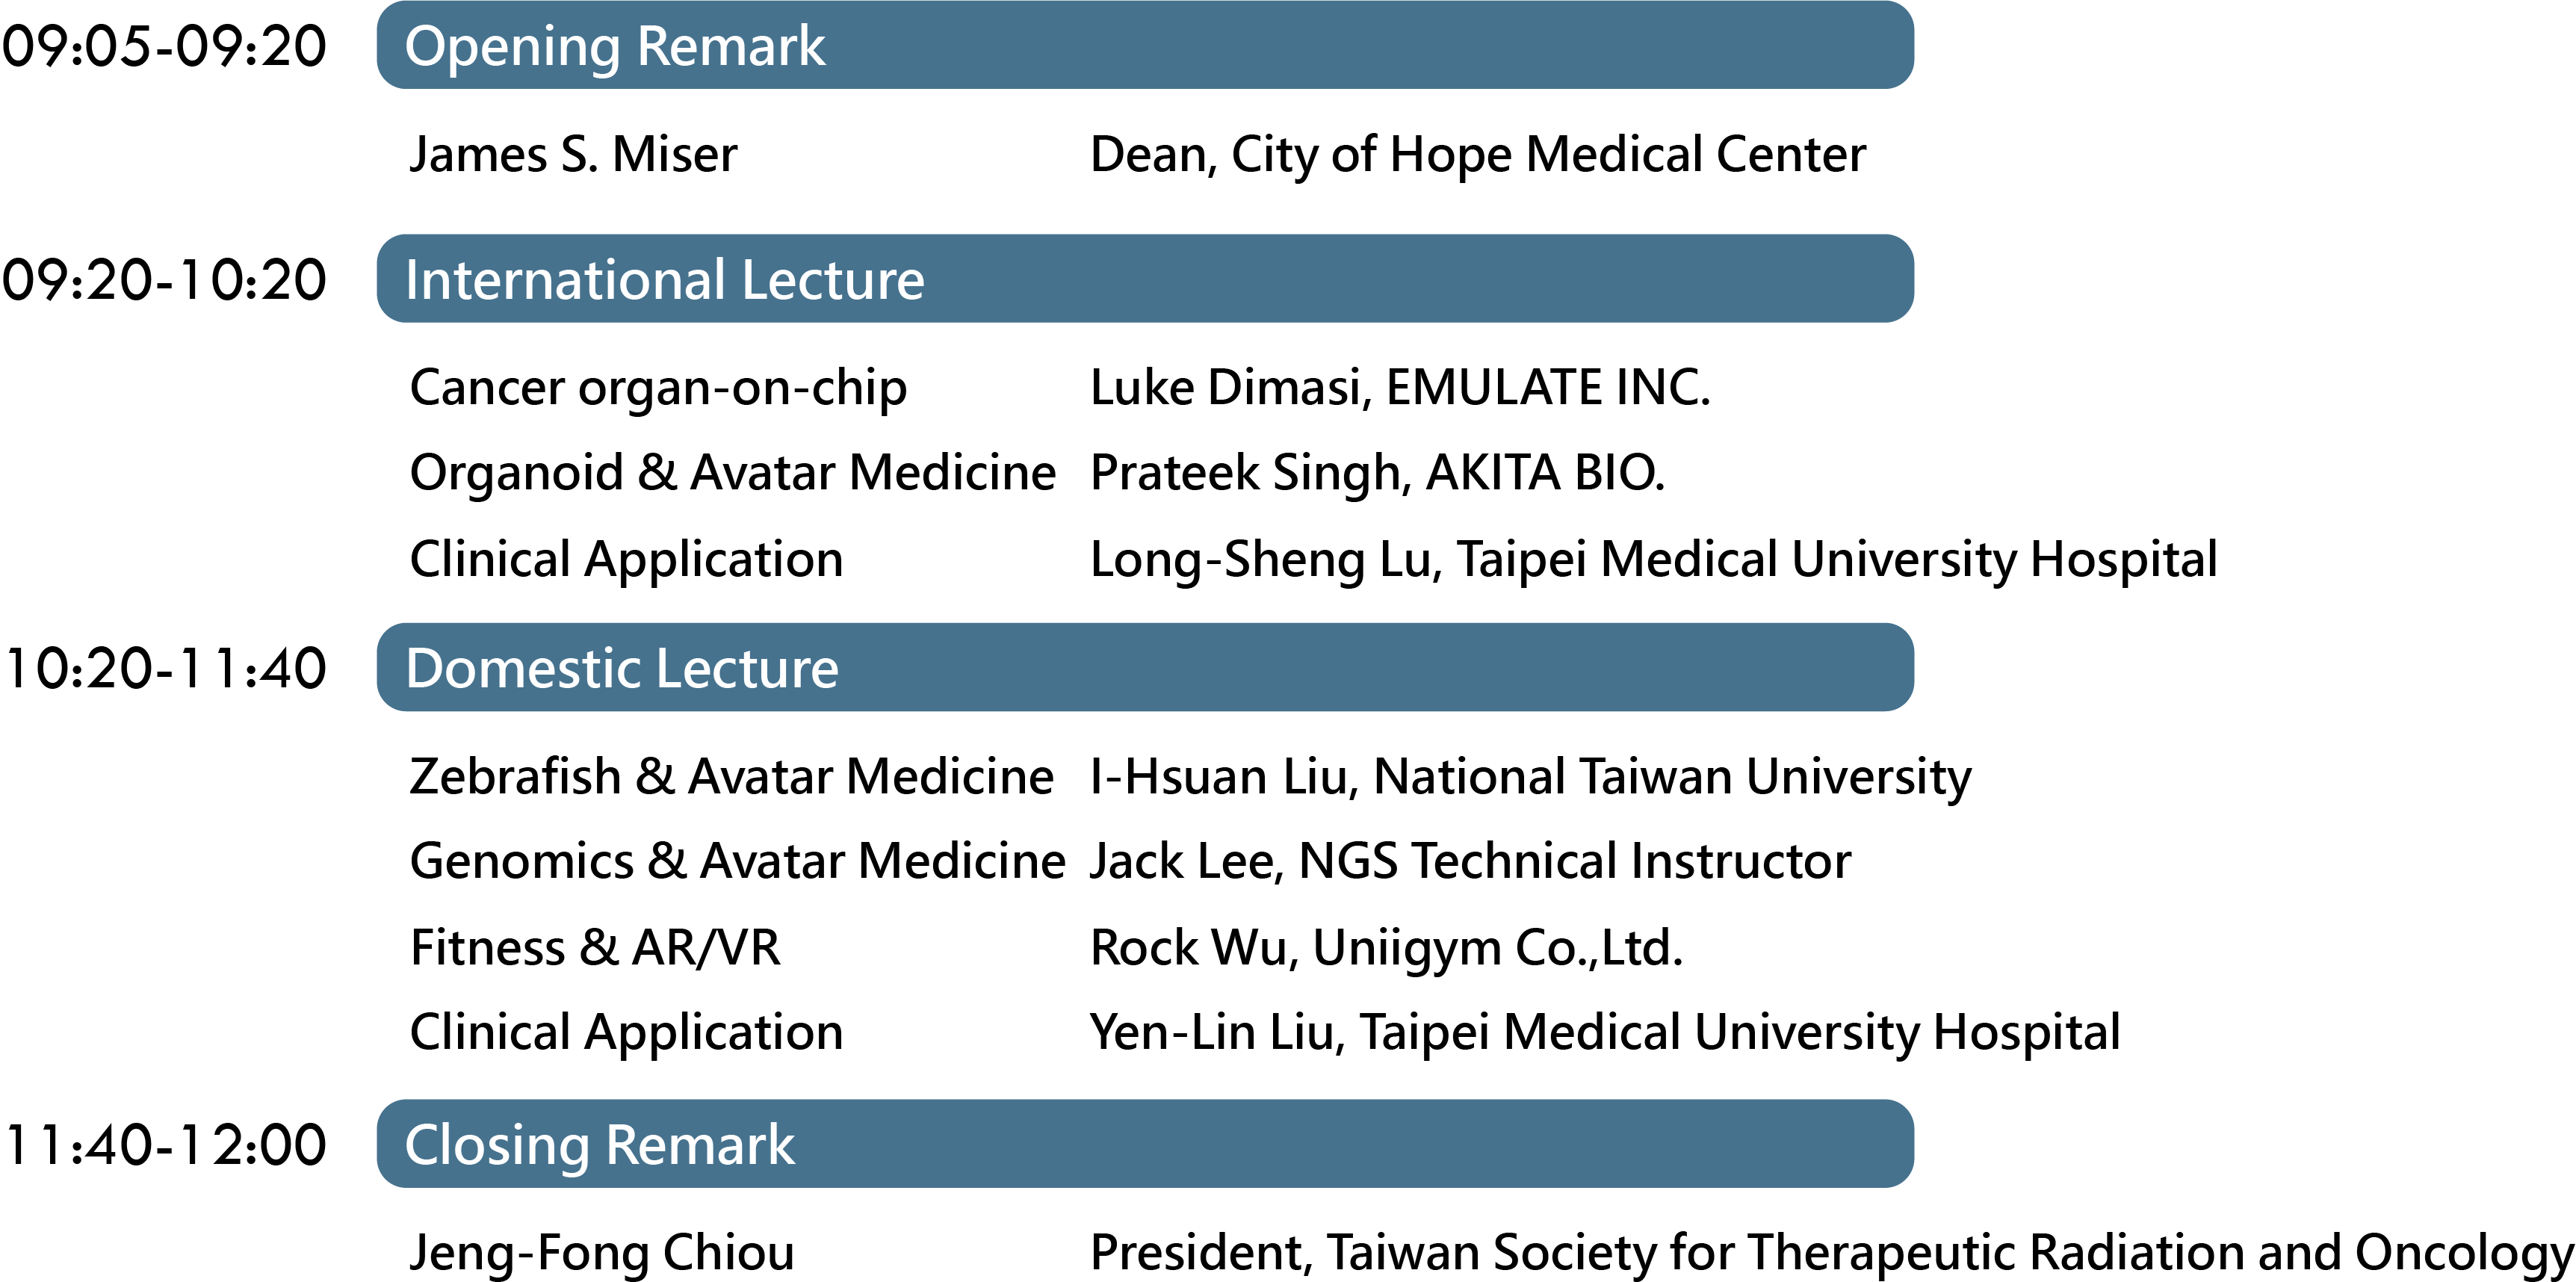 09:05-09:20 Opening Remark
James S. Miser Dean, City of Hope Medical Center
09:20-10:20 International Lecture
Cancer organ-on-chip Luke Dimasi, EMULATE INC.
Organoid & Avatar Medicine Prateek Singh, AKITA BIO.
Clinical Application Long-Sheng Lu, Taipei Medical University Hospital
10:20-11:40 Domestic Lecture
Zebrafish & Avatar Medicine I-Hsuan Liu, National Taiwan University
Genomics & Avatar Medicine Jack Lee, NGS Technical Instructor
Fitness & AR/VR Rock Wu, Uniigym Co.,Ltd.
Clinical Application Yen-Lin Liu, Taipei Medical University Hospital
11:40-12:00 Closing Remark
Jeng-Fong Chiou President, Taiwan Society for Therapeutic Radiation and Oncology